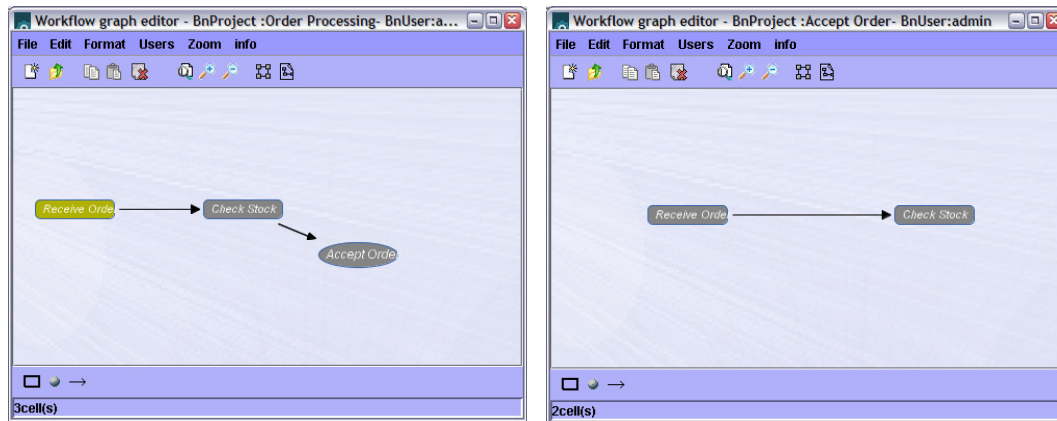 Workflow graph editor - BnProject :Order Processing- BnUser:a...
File Edit Format Users Zoom info
Receive Orde
Check Stock
Accept Order
3cell(s)
Workflow graph editor - BnProject :Accept Order- BnUser:admin
File Edit Format Users Zoom info
Receive Orde
Check Stock
2cell(s)